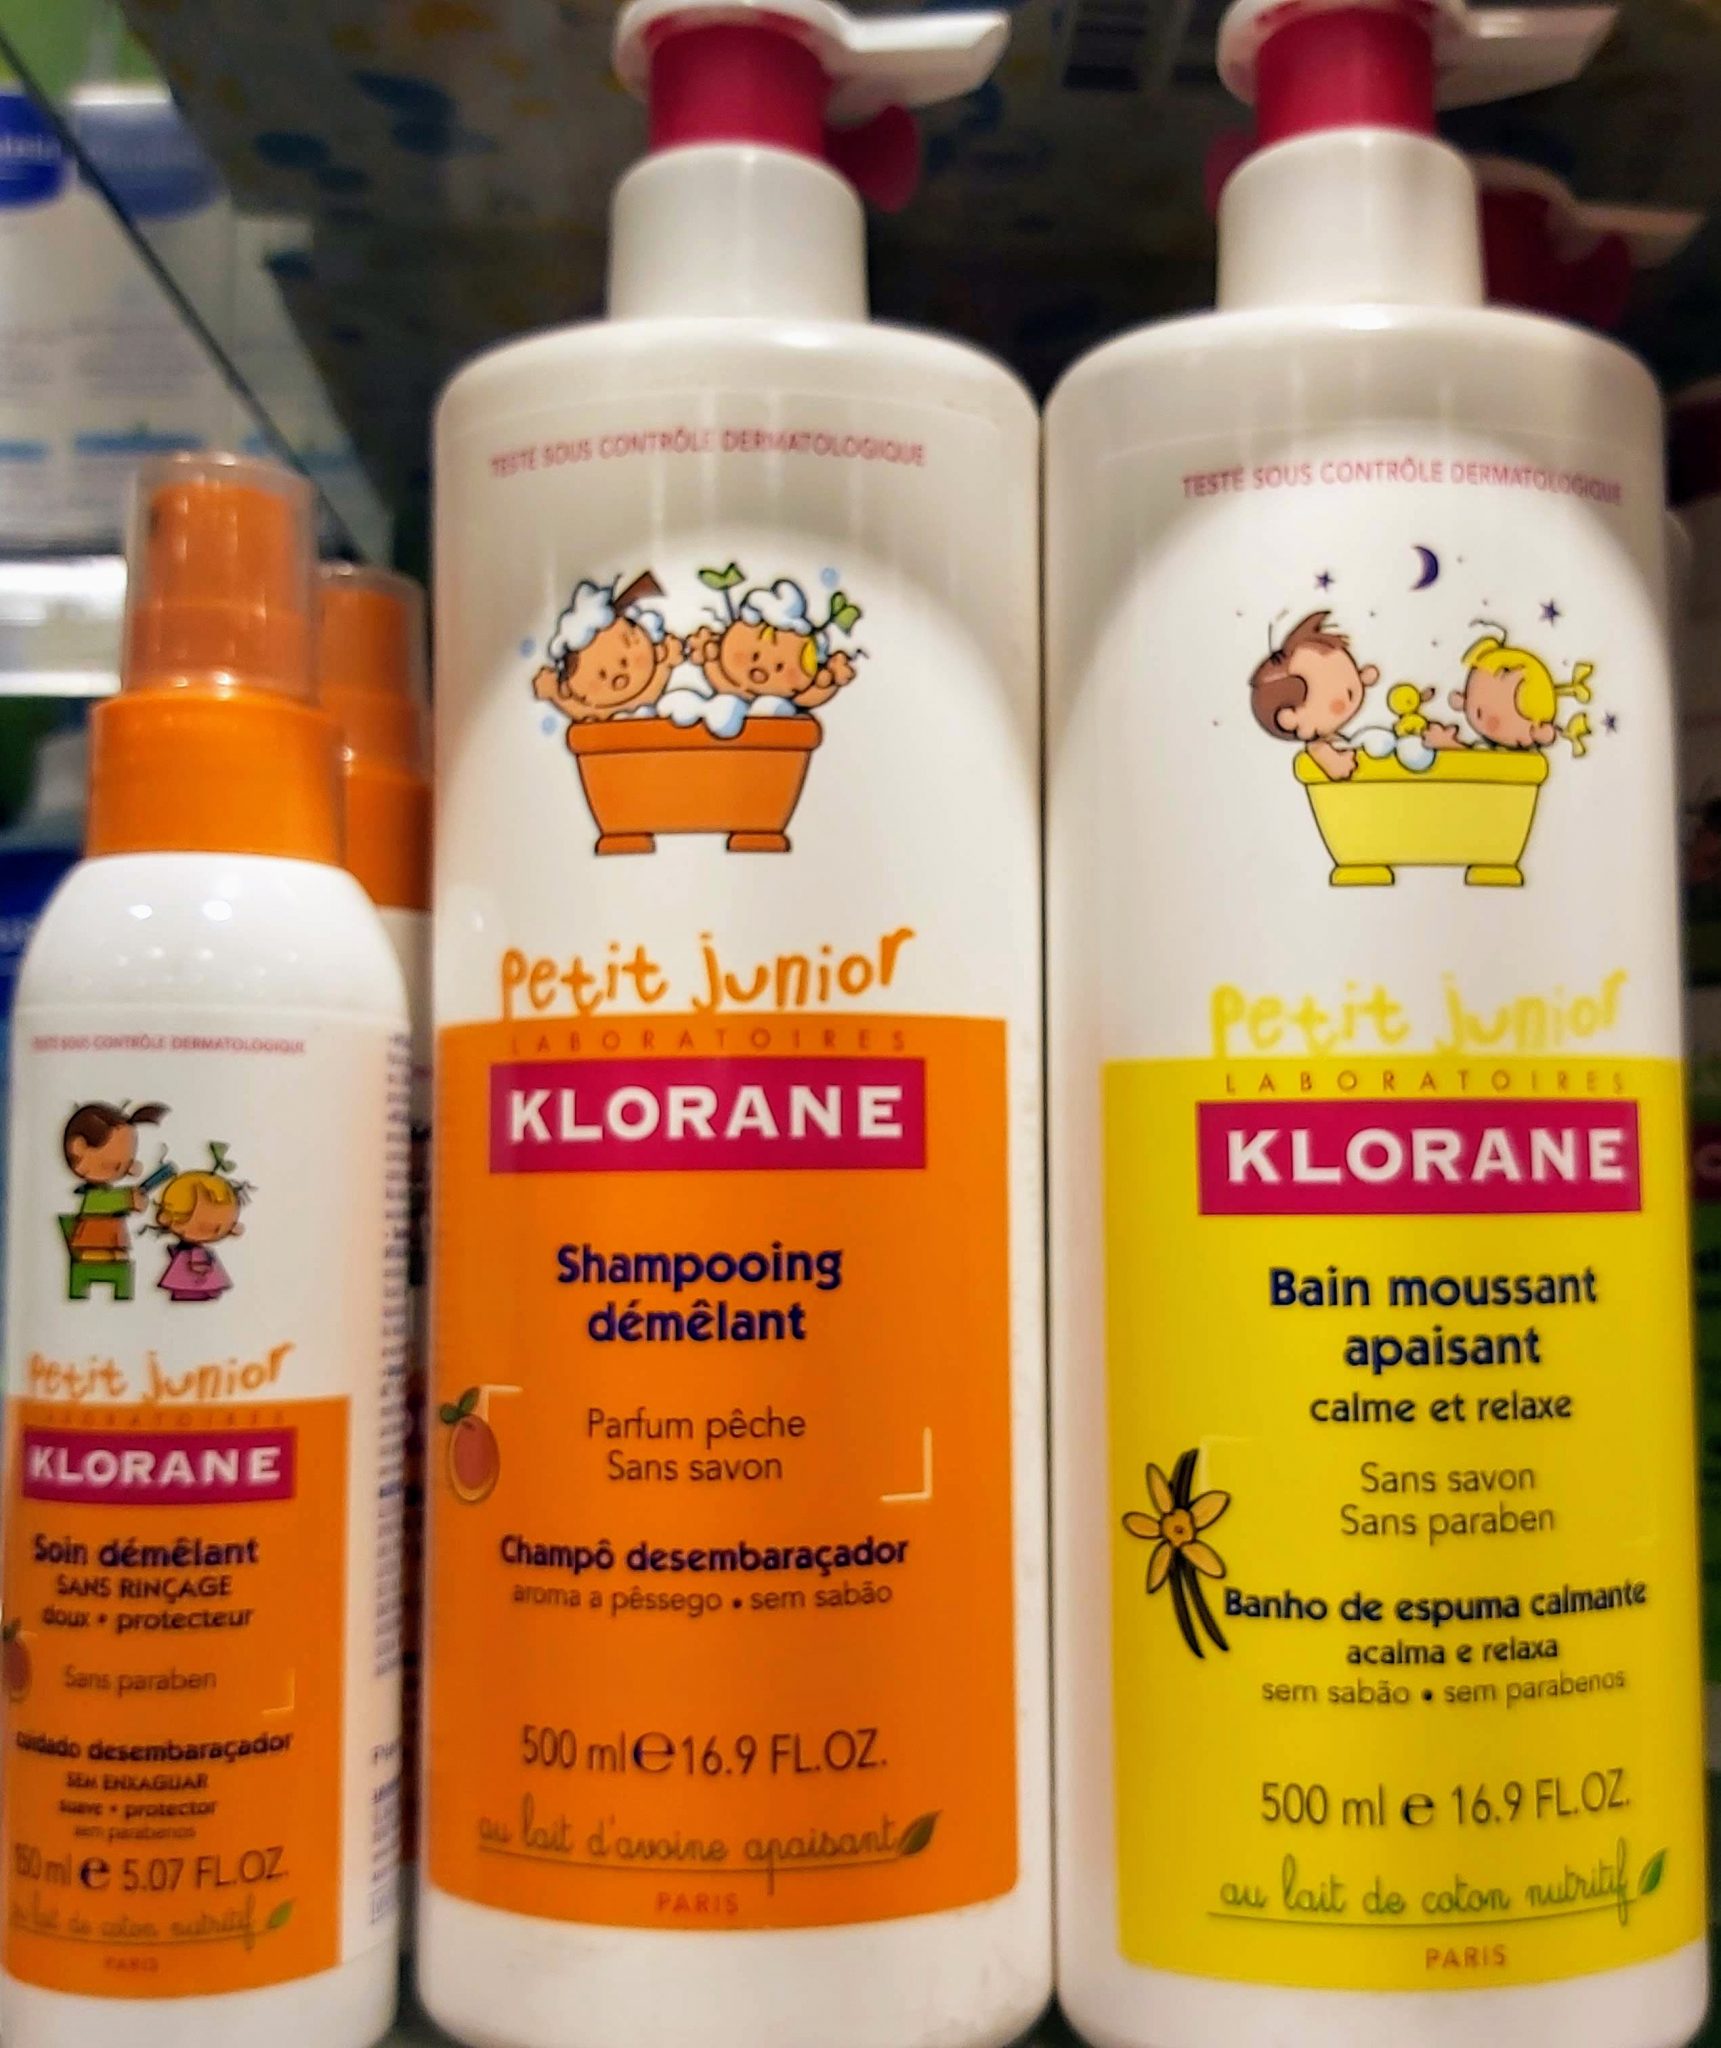 TESTÉ SOUS CONTRÔLE DERMATOLOGIQUE
petit junior
LABORATOIRES
KLORANE
Soin démêlant
SANS RINÇAGE
doux • protecteur
Sans paraben
cuidado desembaraçador
SEM ENXAGUAR
suave • protector
sem parabenos
150 ml e 5.07 FL.OZ.
au lait de coton nutritif
PARIS
TESTÉ SOUS CONTRÔLE DERMATOLOGIQUE
petit junior
LABORATOIRES
KLORANE
Shampooing
démêlant
Parfum pêche
Sans savon
Champô desembaraçador
aroma a pêssego • sem sabão
500 ml e 16.9 FL.OZ.
au lait d'avoine apaisant
PARIS
TESTÉ SOUS CONTRÔLE DERMATOLOGIQUE
petit junior
LABORATOIRES
KLORANE
Bain moussant
apaisant
calme et relaxe
Sans savon
Sans paraben
Banho de espuma calmante
acalma e relaxa
sem sabão • sem parabenos
500 ml e 16.9 FL.OZ.
au lait de coton nutritif
PARIS